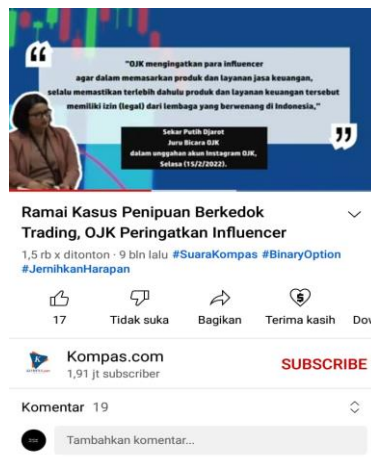 “
"OJK mengingatkan para influencer
agar dalam memasarkan produk dan layanan jasa keuangan,
selalu memastikan terlebih dahulu produk dan layanan keuangan tersebut
memiliki izin (legal) dari lembaga yang berwenang di Indonesia,"
”
Sekar Putih Djarot
Juru Bicara OJK
dalam unggahan akun Instagram OJK,
Selasa (15/2/2022).
Ramai Kasus Penipuan Berkedok
Trading, OJK Peringatkan Influencer
1,5 rb x ditonton · 9 bln lalu #SuaraKompas #BinaryOption
#JernihkanHarapan
17 Tidak suka Bagikan Terima kasih Dov
Kompas.com
1,91 jt subscriber
SUBSCRIBE
Komentar 19
Tambahkan komentar...